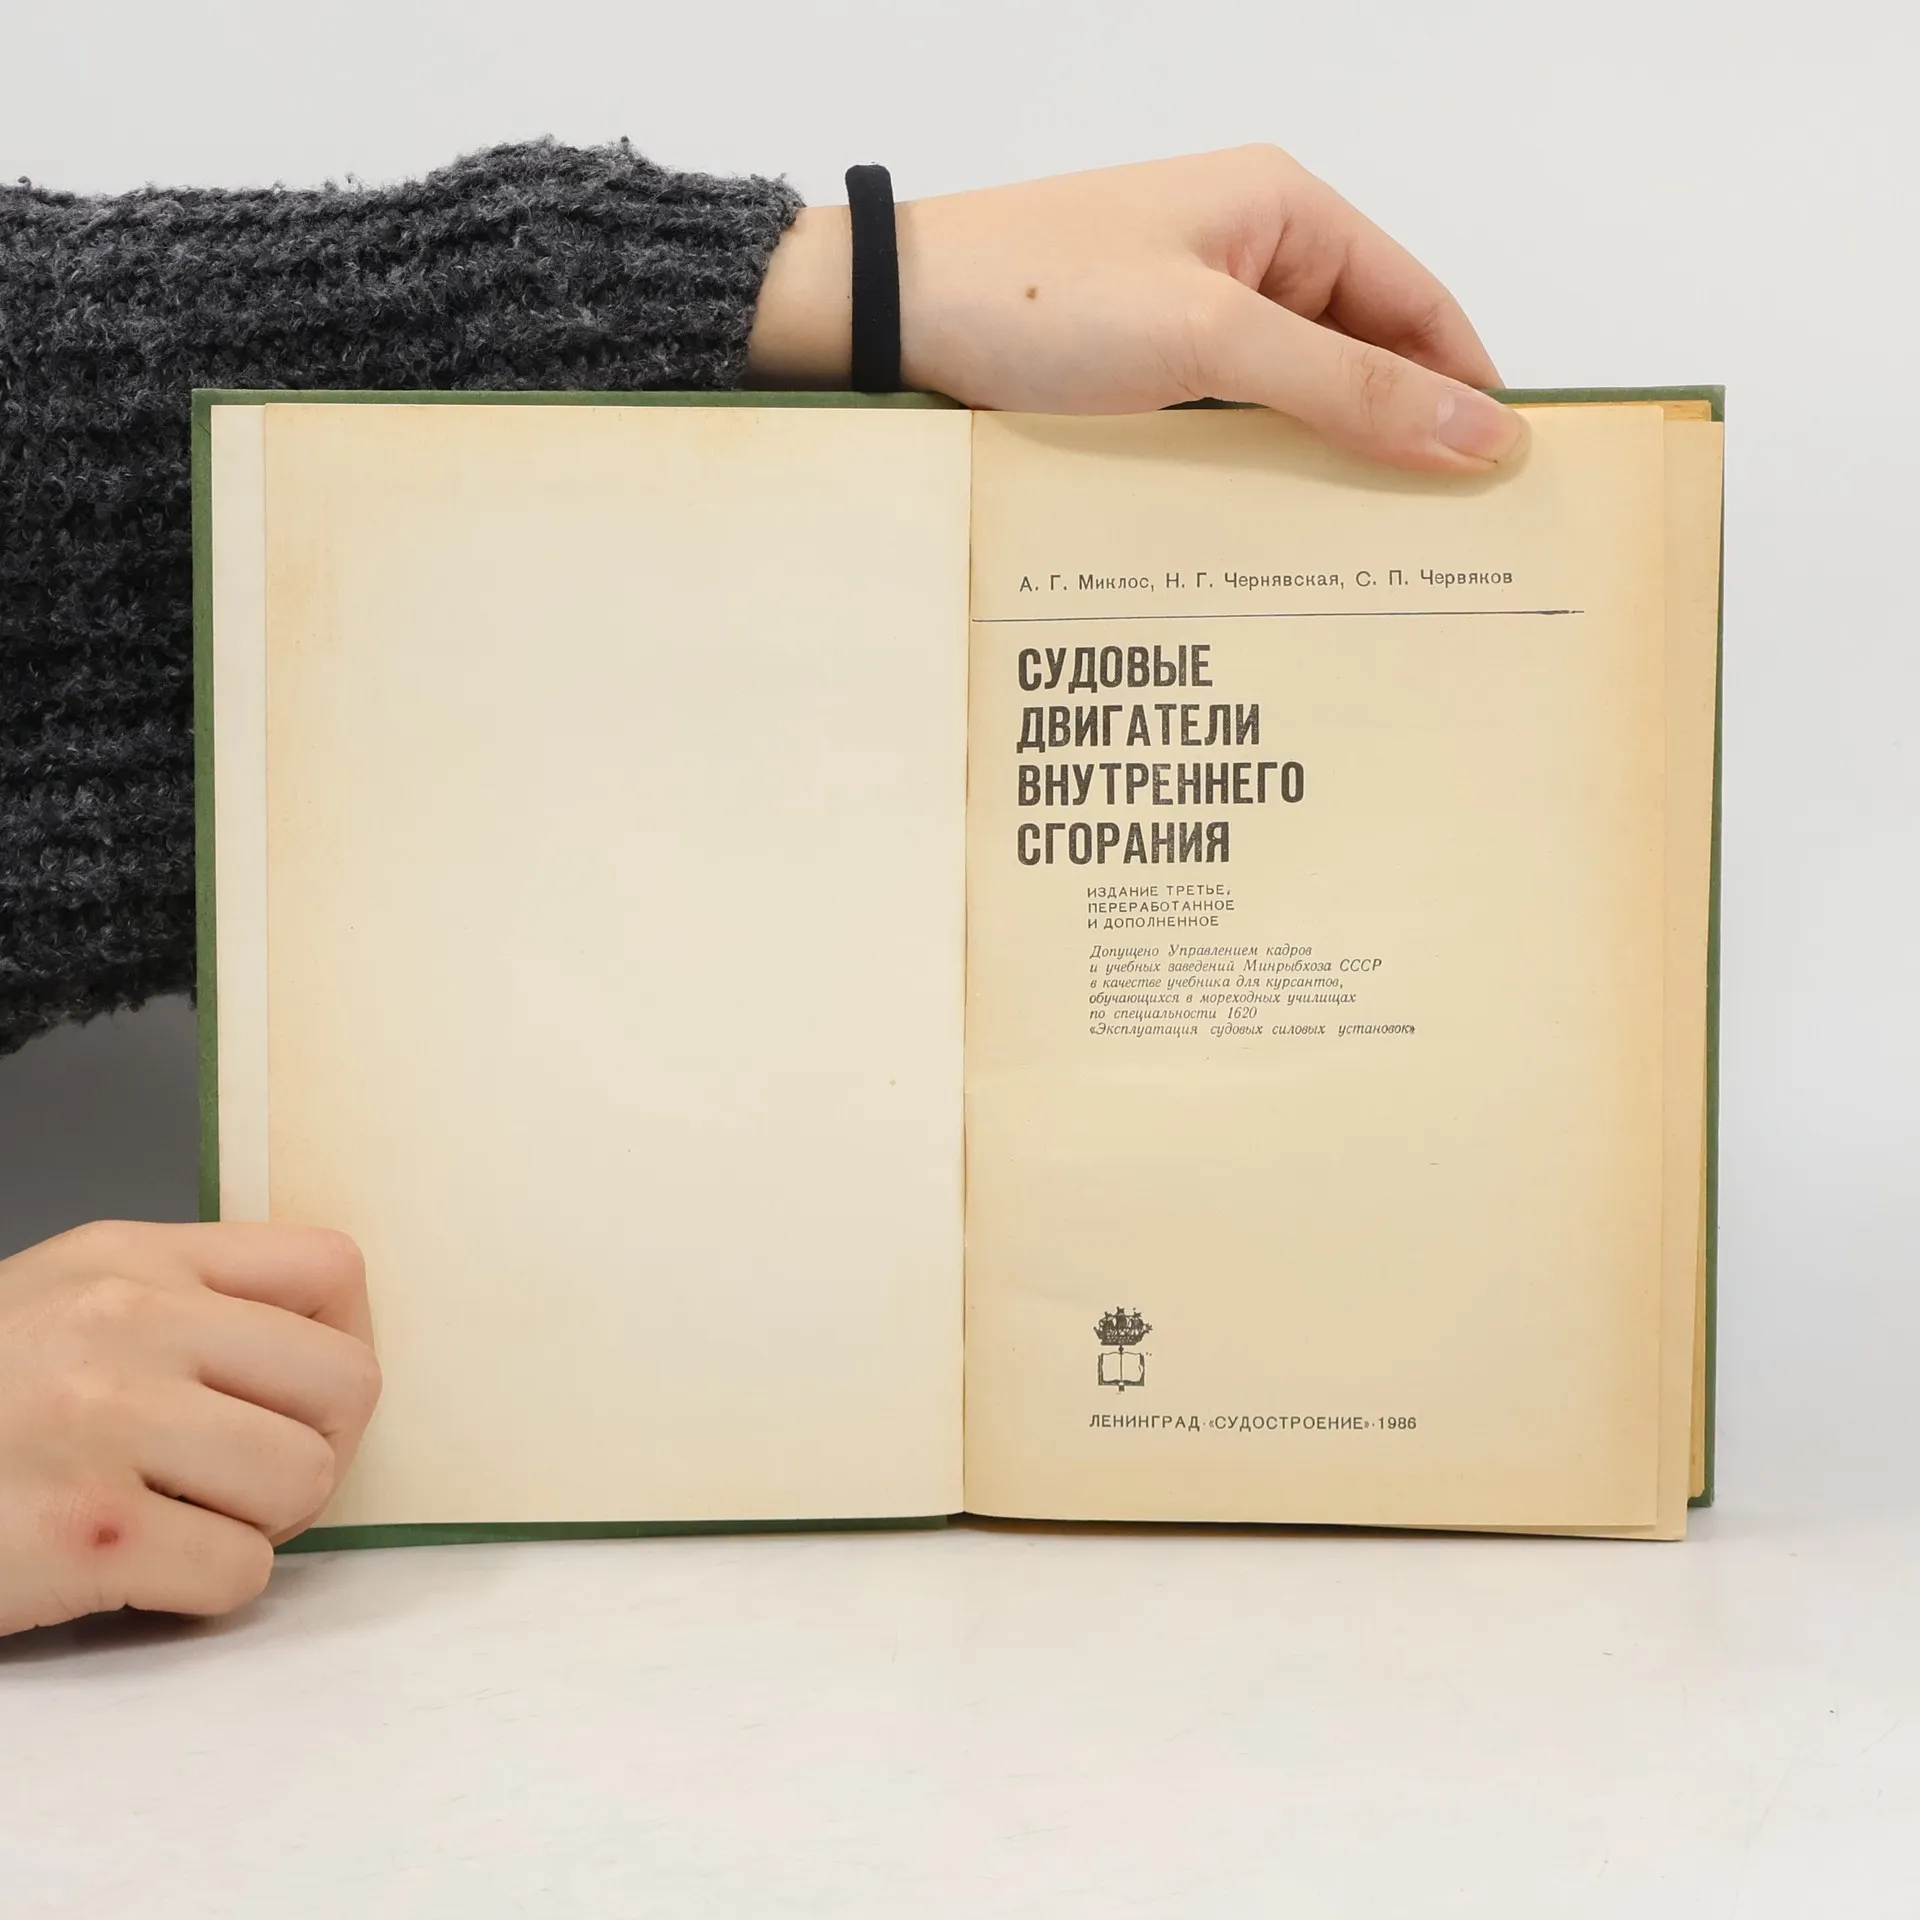 А. Г. Миклос, Н. Г. Чернявская, С. П. Червяков
СУДОВЫЕ
ДВИГАТЕЛИ
ВНУТРЕННЕГО
СГОРАНИЯ
ИЗДАНИЕ ТРЕТЬЕ,
ПЕРЕРАБОТАННОЕ
И ДОПОЛНЕННОЕ
Допущено Управлением кадров
и учебных заведений Минрыбхоза СССР
в качестве учебника для курсантов,
обучающихся в мореходных училищах
по специальности 1620
«Эксплуатация судовых силовых установок»
ЛЕНИНГРАД·«СУДОСТРОЕНИЕ»·1986